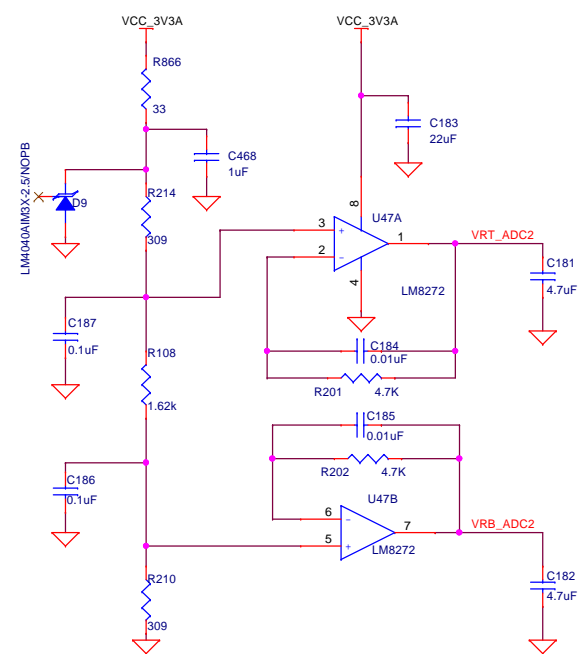 VCC_3V3A
VCC_3V3A
R866
33
C183
22uF
C468
1uF
LM4040AIM3X-2.5/NOPB
D9
R214
309
8
U47A
3
+
2
−
1
VRT_ADC2
4
LM8272
C181
4.7uF
C187
0.1uF
R108
1.62k
C184
0.01uF
R201
4.7K
C185
0.01uF
R202
4.7K
C186
0.1uF
U47B
6
−
5
+
7
VRB_ADC2
LM8272
R210
309
C182
4.7uF